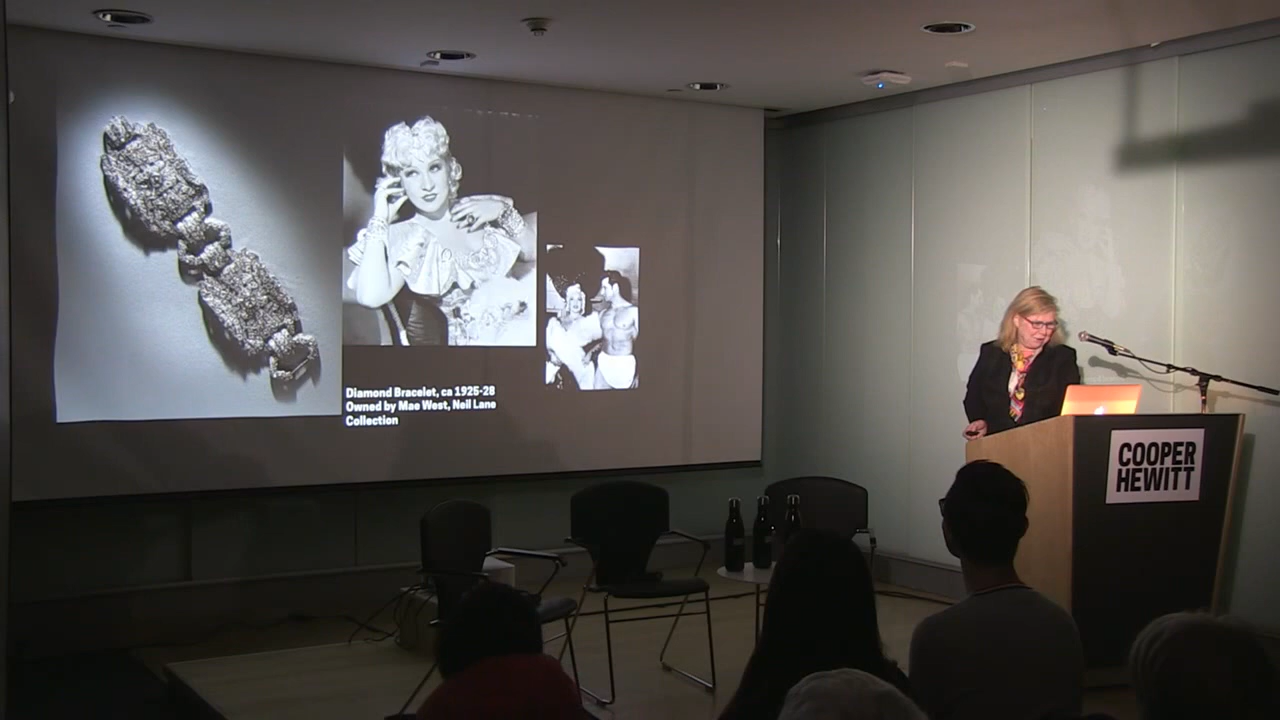 Diamond Bracelet, ca 1925-28
Owned by Mae West, Neil Lane
Collection
COOPER
HEWITT